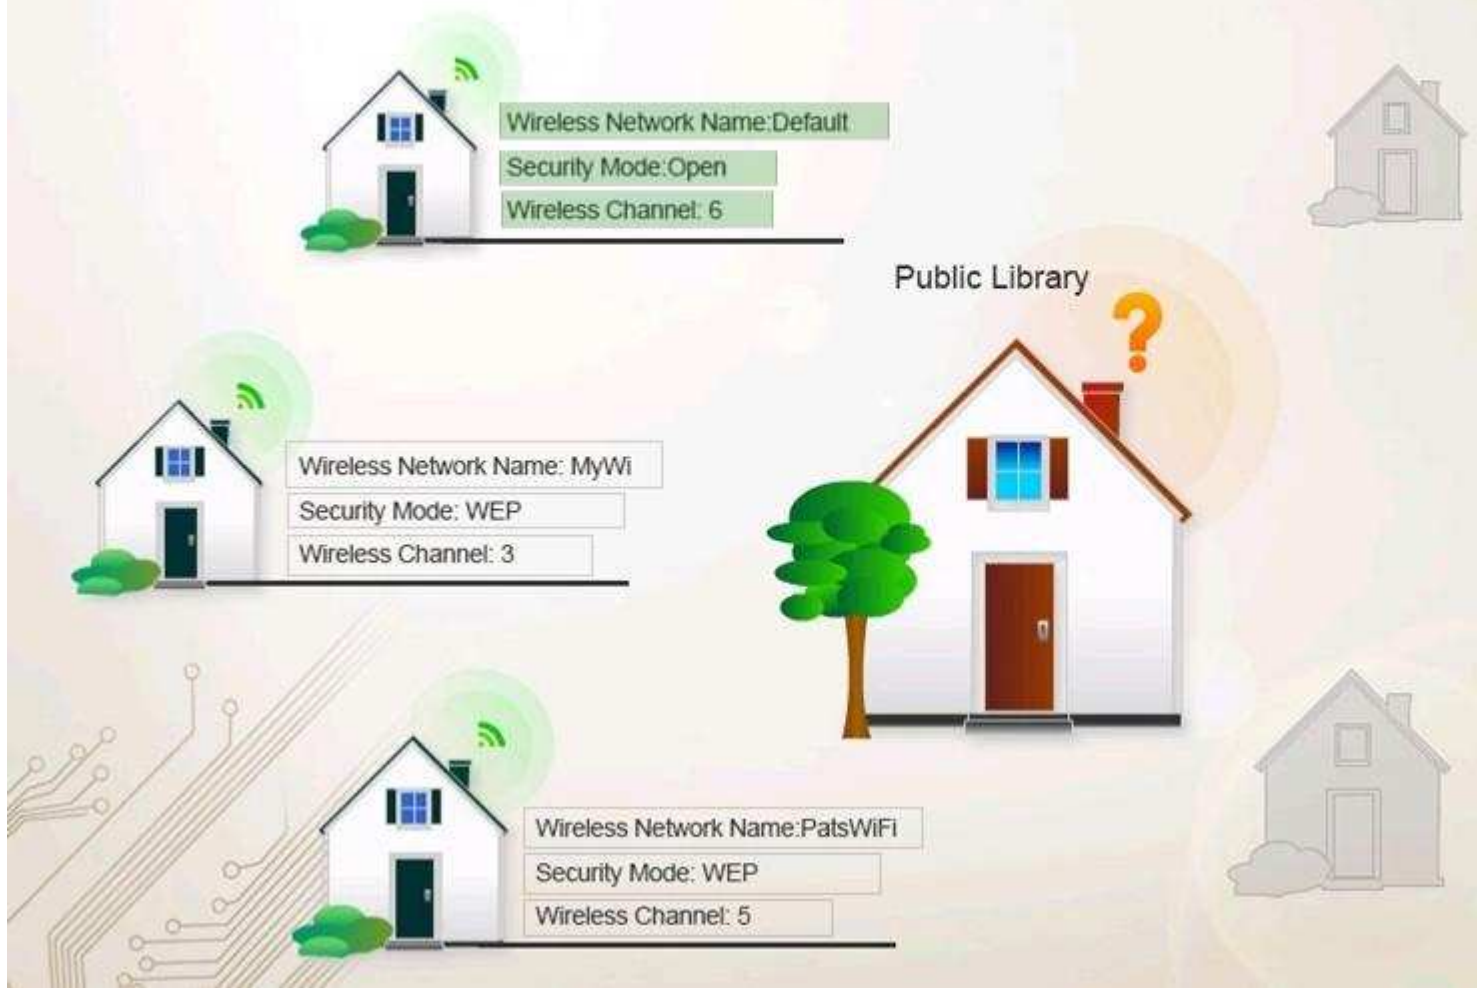 Wireless Network Name:Default
Security Mode:Open
Wireless Channel: 6
Public Library
?
Wireless Network Name: MyWi
Security Mode: WEP
Wireless Channel: 3
Wireless Network Name:PatsWiFi
Security Mode: WEP
Wireless Channel: 5